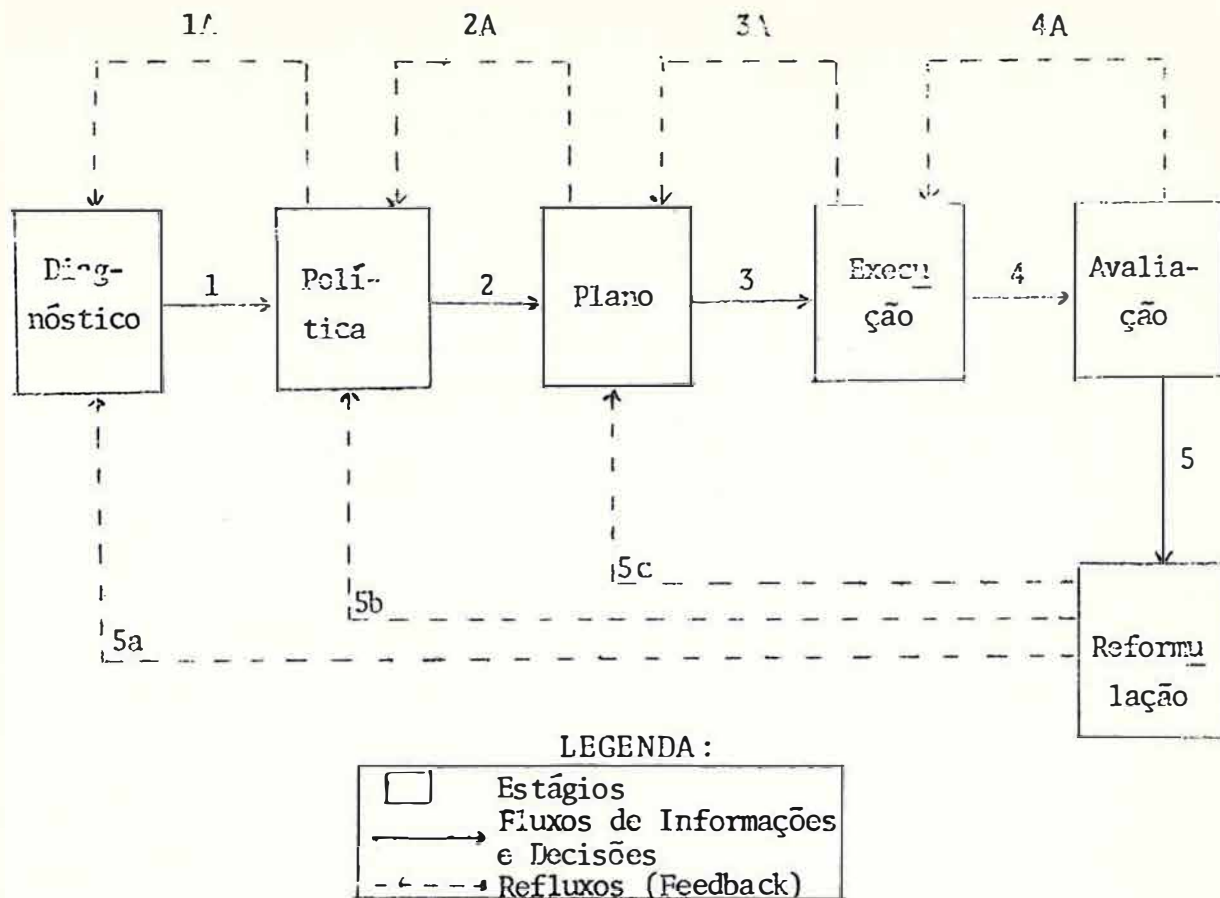 1A 2A 3A 4A
Diag-
nóstico
1
Polí-
tica
2
Plano
3
Execu
ção
4
Avalia-
ção
5
5c
5b
5a
Reformu
lação
LEGENDA:
Estágios
Fluxos de Informações
e Decisões
Refluxos (Feedback)